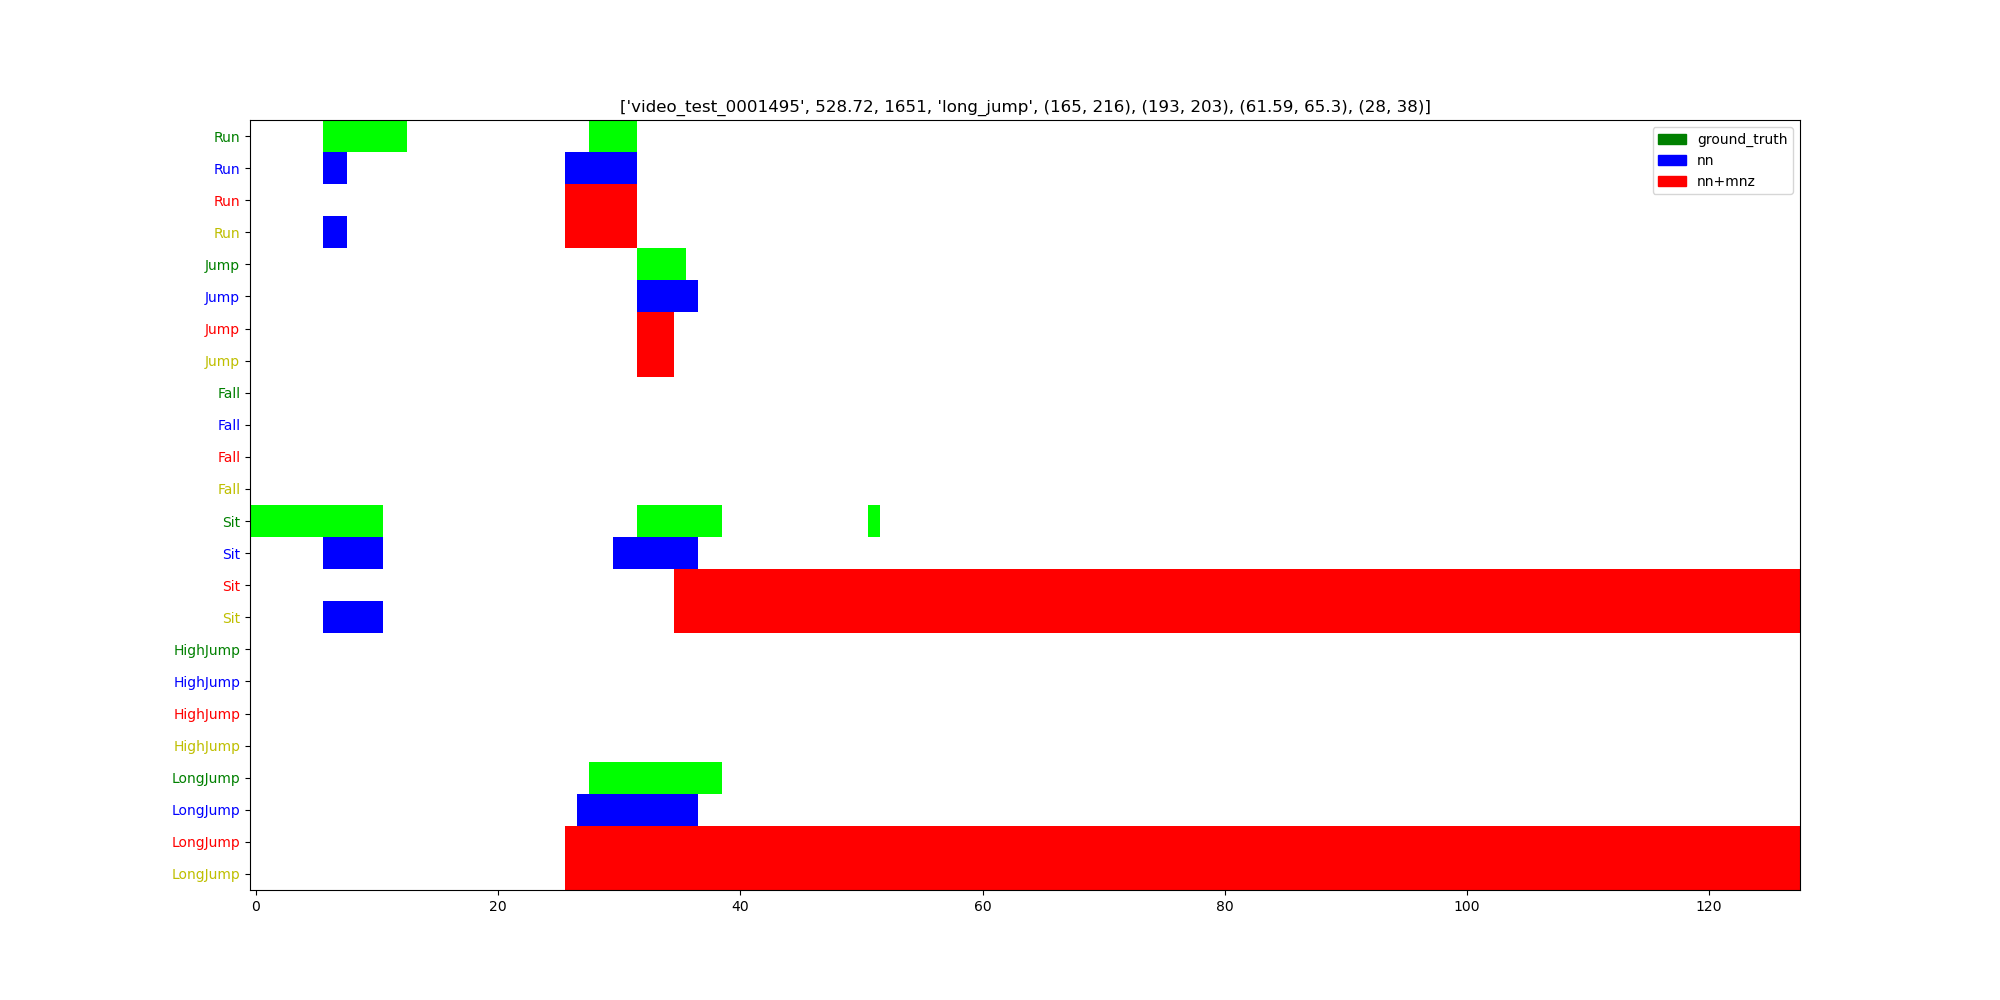 ['video_test_0001495', 528.72, 1651, 'long_jump', (165, 216), (193, 203), (61.59, 65.3), (28, 38)]
ground_truth
nn
nn+mnz
Run
Run
Run
Run
Jump
Jump
Jump
Jump
Fall
Fall
Fall
Fall
Sit
Sit
Sit
Sit
HighJump
HighJump
HighJump
HighJump
LongJump
LongJump
LongJump
LongJump
0 20 40 60 80 100 120